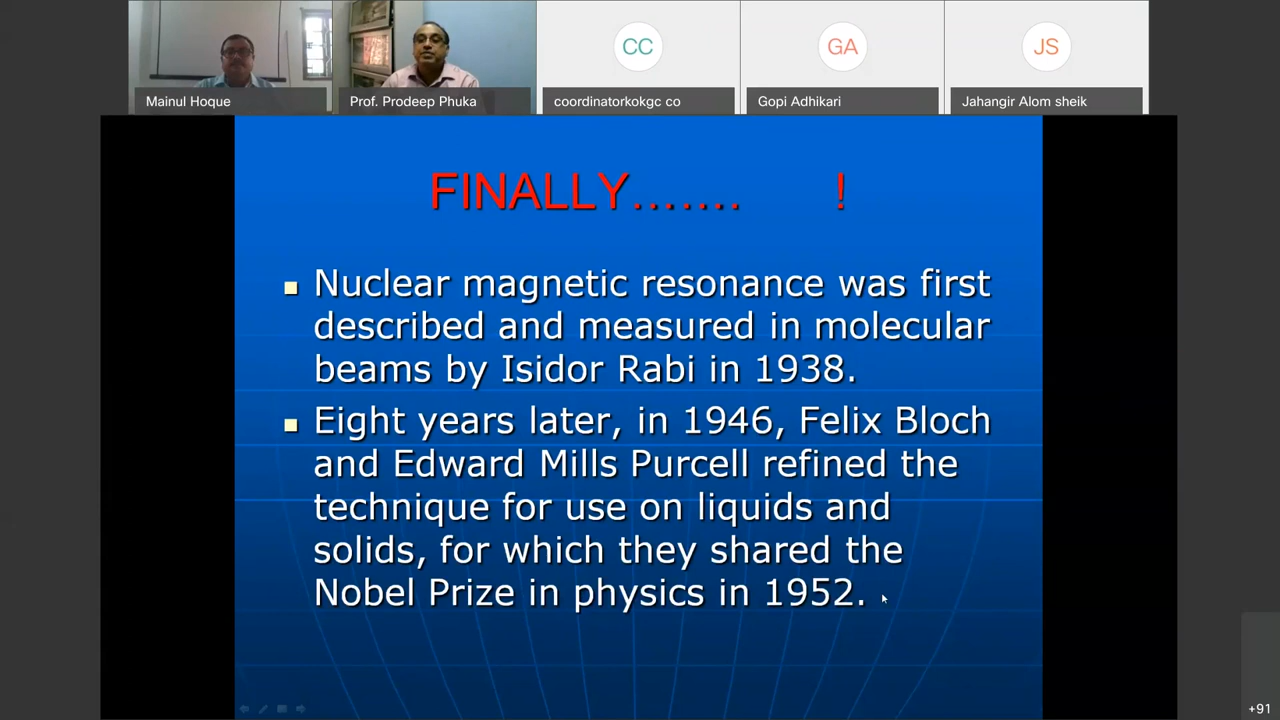 CC
GA
JS
Mainul Hoque
Prof. Prodeep Phuka
coordinatorkokgc co
Gopi Adhikari
Jahangir Alom sheik
FINALLY....... !
Nuclear magnetic resonance was first
described and measured in molecular
beams by Isidor Rabi in 1938.
Eight years later, in 1946, Felix Bloch
and Edward Mills Purcell refined the
technique for use on liquids and
solids, for which they shared the
Nobel Prize in physics in 1952.
+91